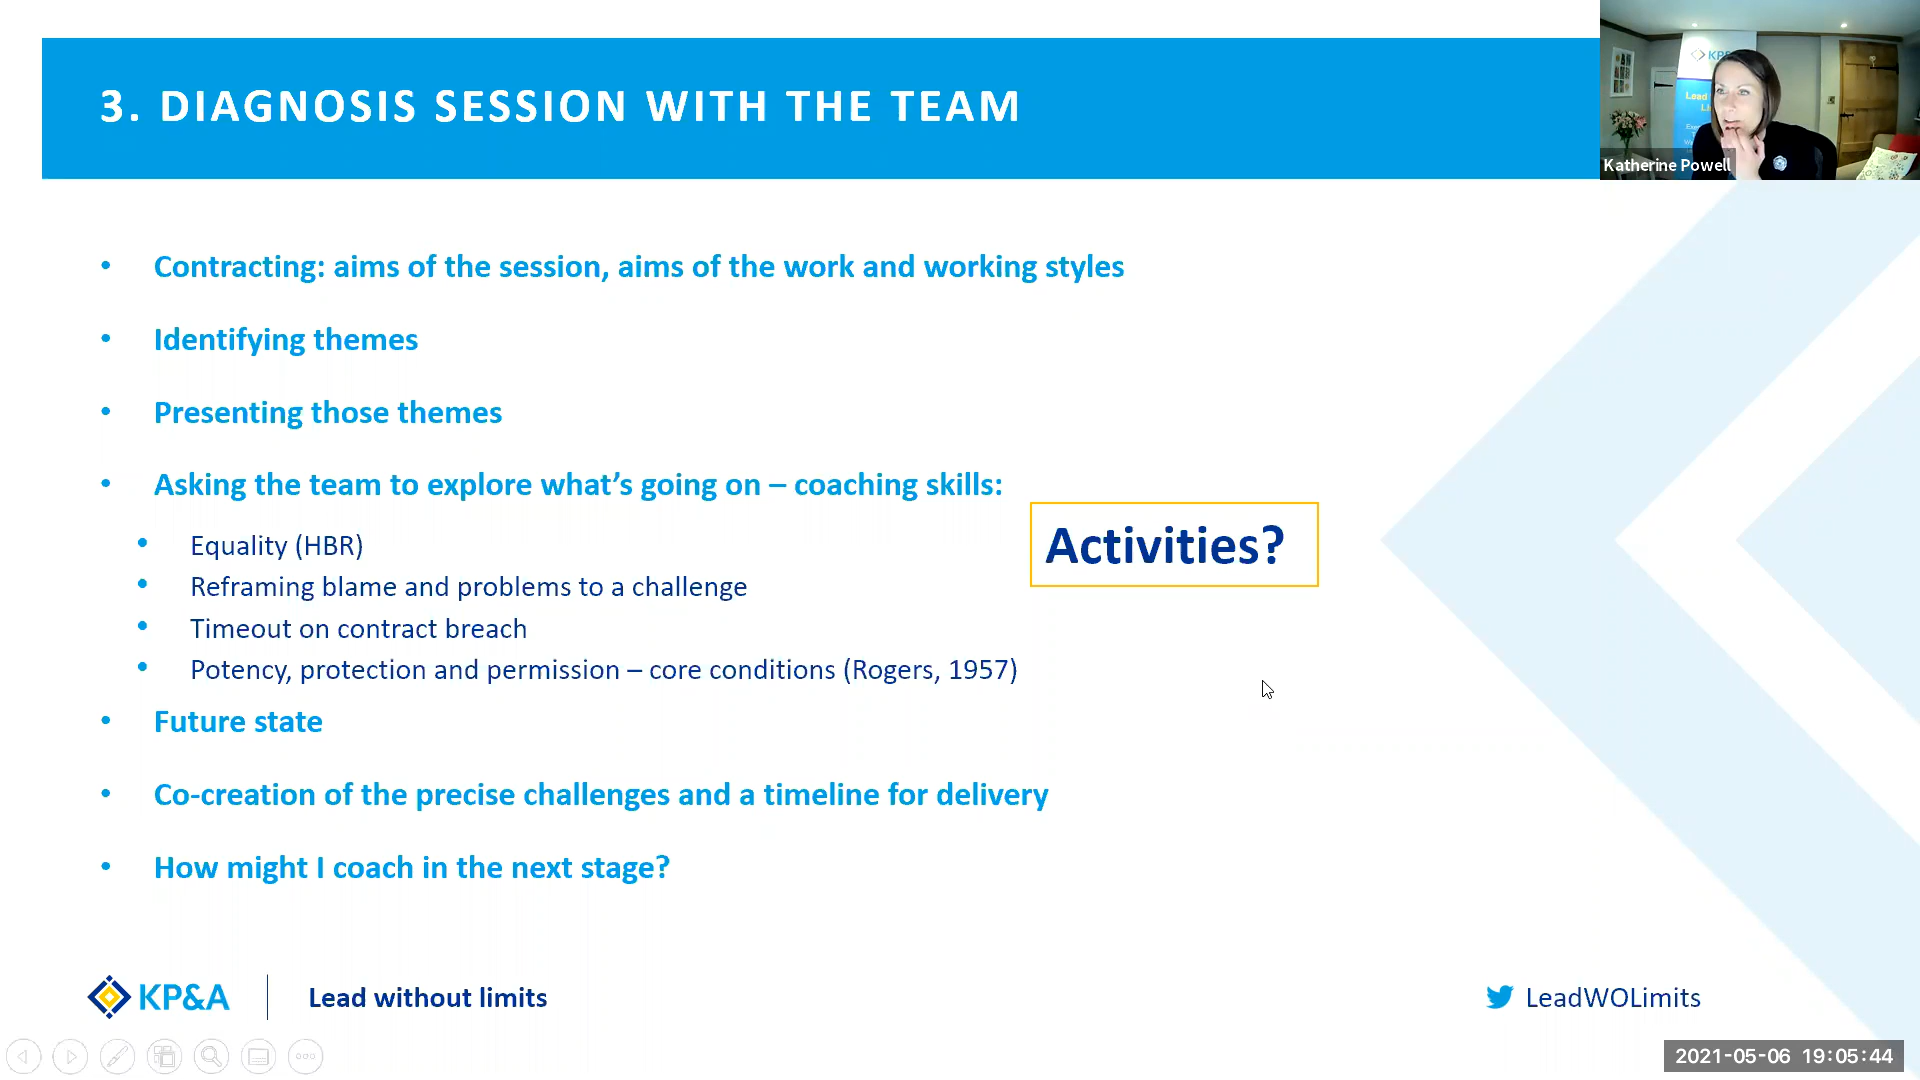 3. DIAGNOSIS SESSION WITH THE TEAM
KP
Lead
Katherine Powell
• Contracting: aims of the session, aims of the work and working styles
• Identifying themes
• Presenting those themes
• Asking the team to explore what’s going on – coaching skills:
• Equality (HBR)
• Reframing blame and problems to a challenge
• Timeout on contract breach
• Potency, protection and permission – core conditions (Rogers, 1957)
Activities?
• Future state
• Co-creation of the precise challenges and a timeline for delivery
• How might I coach in the next stage?
KP&A
Lead without limits
LeadWOLimits
2021-05-06 19:05:44